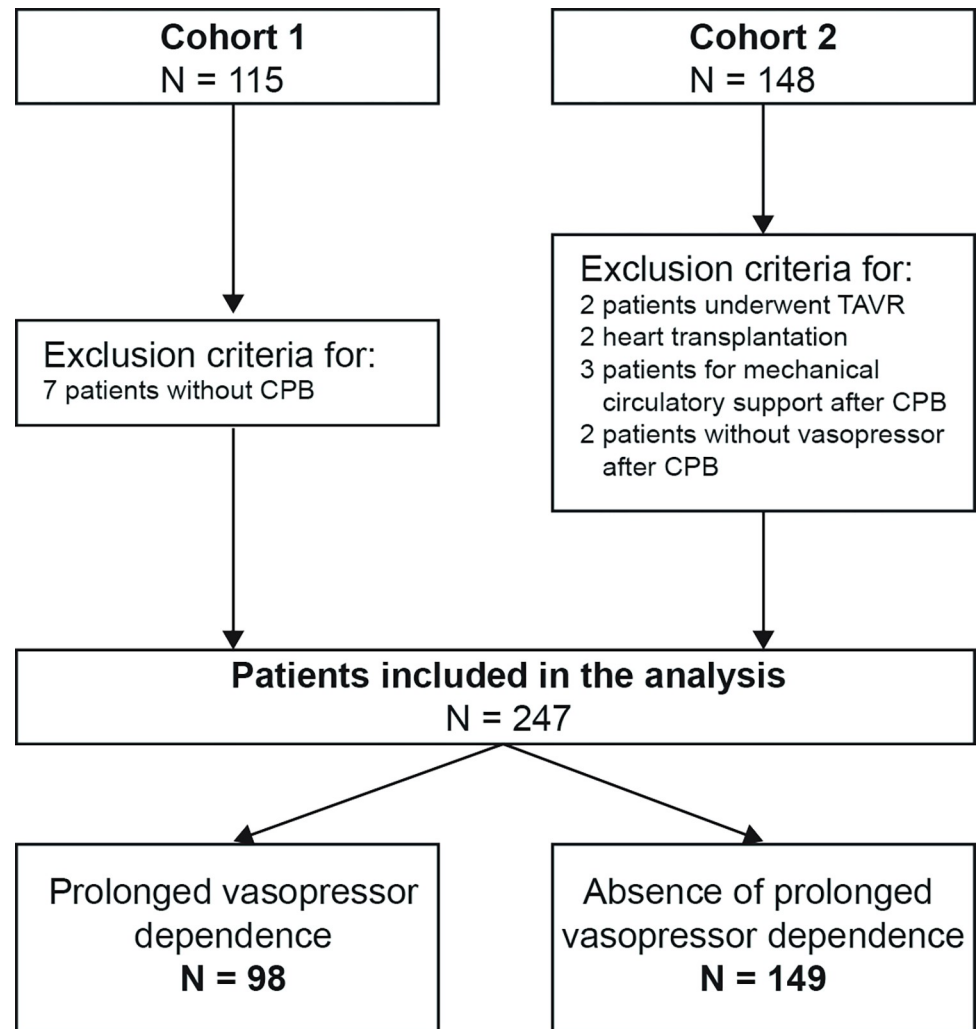 Cohort 1
N = 115
Cohort 2
N = 148
Exclusion criteria for:
7 patients without CPB
Exclusion criteria for:
2 patients underwent TAVR
2 heart transplantation
3 patients for mechanical
circulatory support after CPB
2 patients without vasopressor
after CPB
Patients included in the analysis
N = 247
Prolonged vasopressor
dependence
N = 98
Absence of prolonged
vasopressor dependence
N = 149